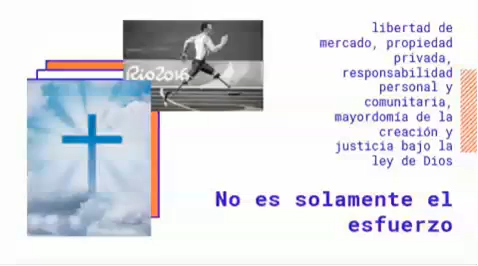 Rio2016
libertad de
mercado, propiedad
privada,
responsabilidad
personal y
comunitaria,
mayordomía de la
creación y
justicia bajo la
ley de Dios
No es solamente el
esfuerzo